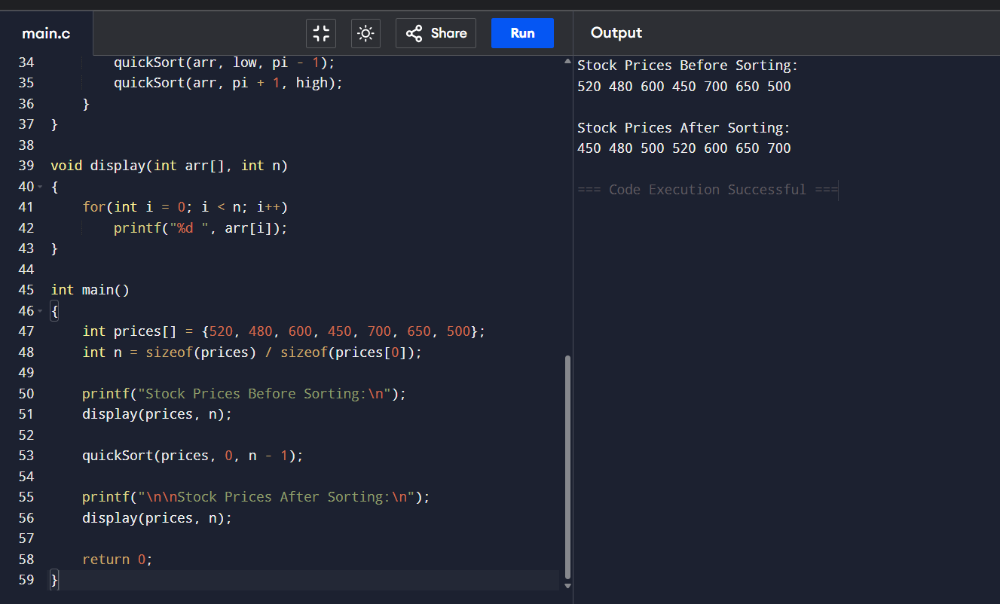 main.c
Share
Run
Output
34 quickSort(arr, low, pi - 1);
35 quickSort(arr, pi + 1, high);
36 }
37 }
38
39 void display(int arr[], int n)
40 {
41 for(int i = 0; i < n; i++)
42 printf("%d ", arr[i]);
43 }
44
45 int main()
46 {
47 int prices[] = {520, 480, 600, 450, 700, 650, 500};
48 int n = sizeof(prices) / sizeof(prices[0]);
49
50 printf("Stock Prices Before Sorting:\n");
51 display(prices, n);
52
53 quickSort(prices, 0, n - 1);
54
55 printf("\n\nStock Prices After Sorting:\n");
56 display(prices, n);
57
58 return 0;
59 }
Stock Prices Before Sorting:
520 480 600 450 700 650 500
Stock Prices After Sorting:
450 480 500 520 600 650 700
=== Code Execution Successful ===